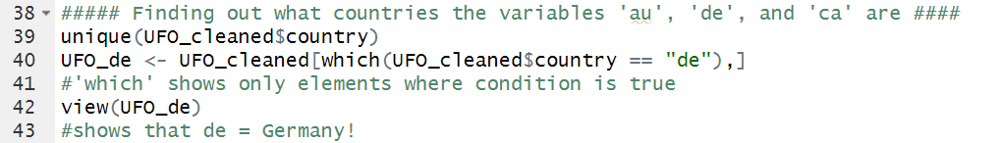 38 ##### Finding out what countries the variables 'au', 'de', and 'ca' are ####
39 unique(UFO_cleaned$country)
40 UFO_de <- UFO_cleaned[which(UFO_cleaned$country == "de"),]
41 #'which' shows only elements where condition is true
42 view(UFO_de)
43 #shows that de = Germany!